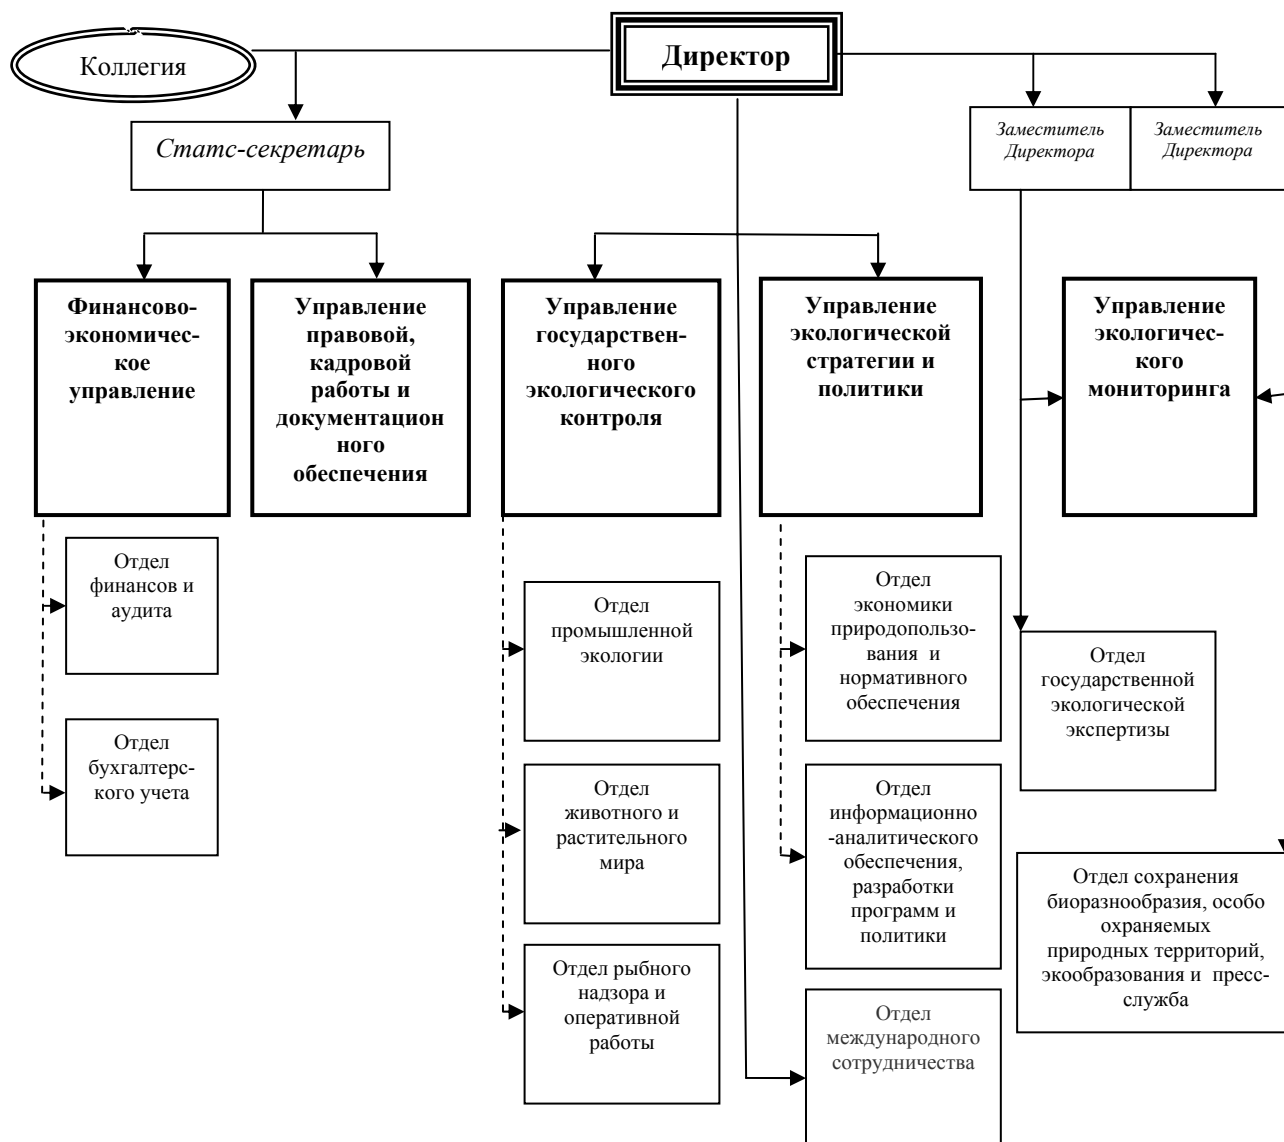 Коллегия
Директор
Статс-секретарь
Заместитель
Директора
Заместитель
Директора
Финансово-
экономичес-
кое
управление
Управление
правовой,
кадровой
работы и
документацион
ного
обеспечения
Управление
государствен-
ного
экологического
контроля
Управление
экологической
стратегии и
политики
Управление
экологичес-
кого
мониторинга
Отдел
финансов и
аудита
Отдел
бухгалтерс-
кого учета
Отдел
промышленной
экологии
Отдел
животного и
растительного
мира
Отдел рыбного
надзора и
оперативной
работы
Отдел
экономики
природопользо-
вания и
нормативного
обеспечения
Отдел
информационно
-аналитического
обеспечения,
разработки
программ и
политики
Отдел
международного
сотрудничества
Отдел
государственной
экологической
экспертизы
Отдел сохранения
биоразнообразия, особо
охраняемых
природных территорий,
экообразования и пресс-
служба